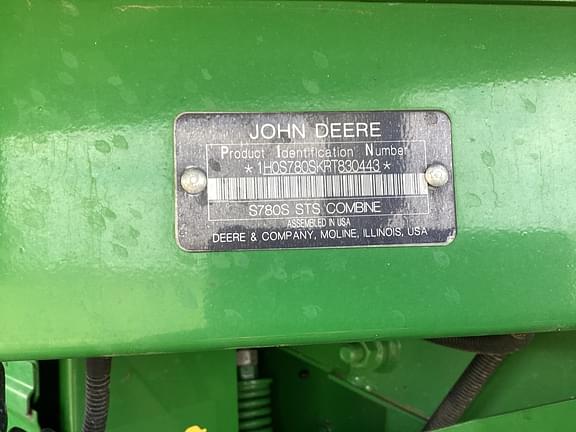 JOHN DEERE
Product Identification Number
*1H0S780SKRT830443*
S780S STS COMBINE
ASSEMBLED IN USA
DEERE & COMPANY, MOLINE, ILLINOIS, USA